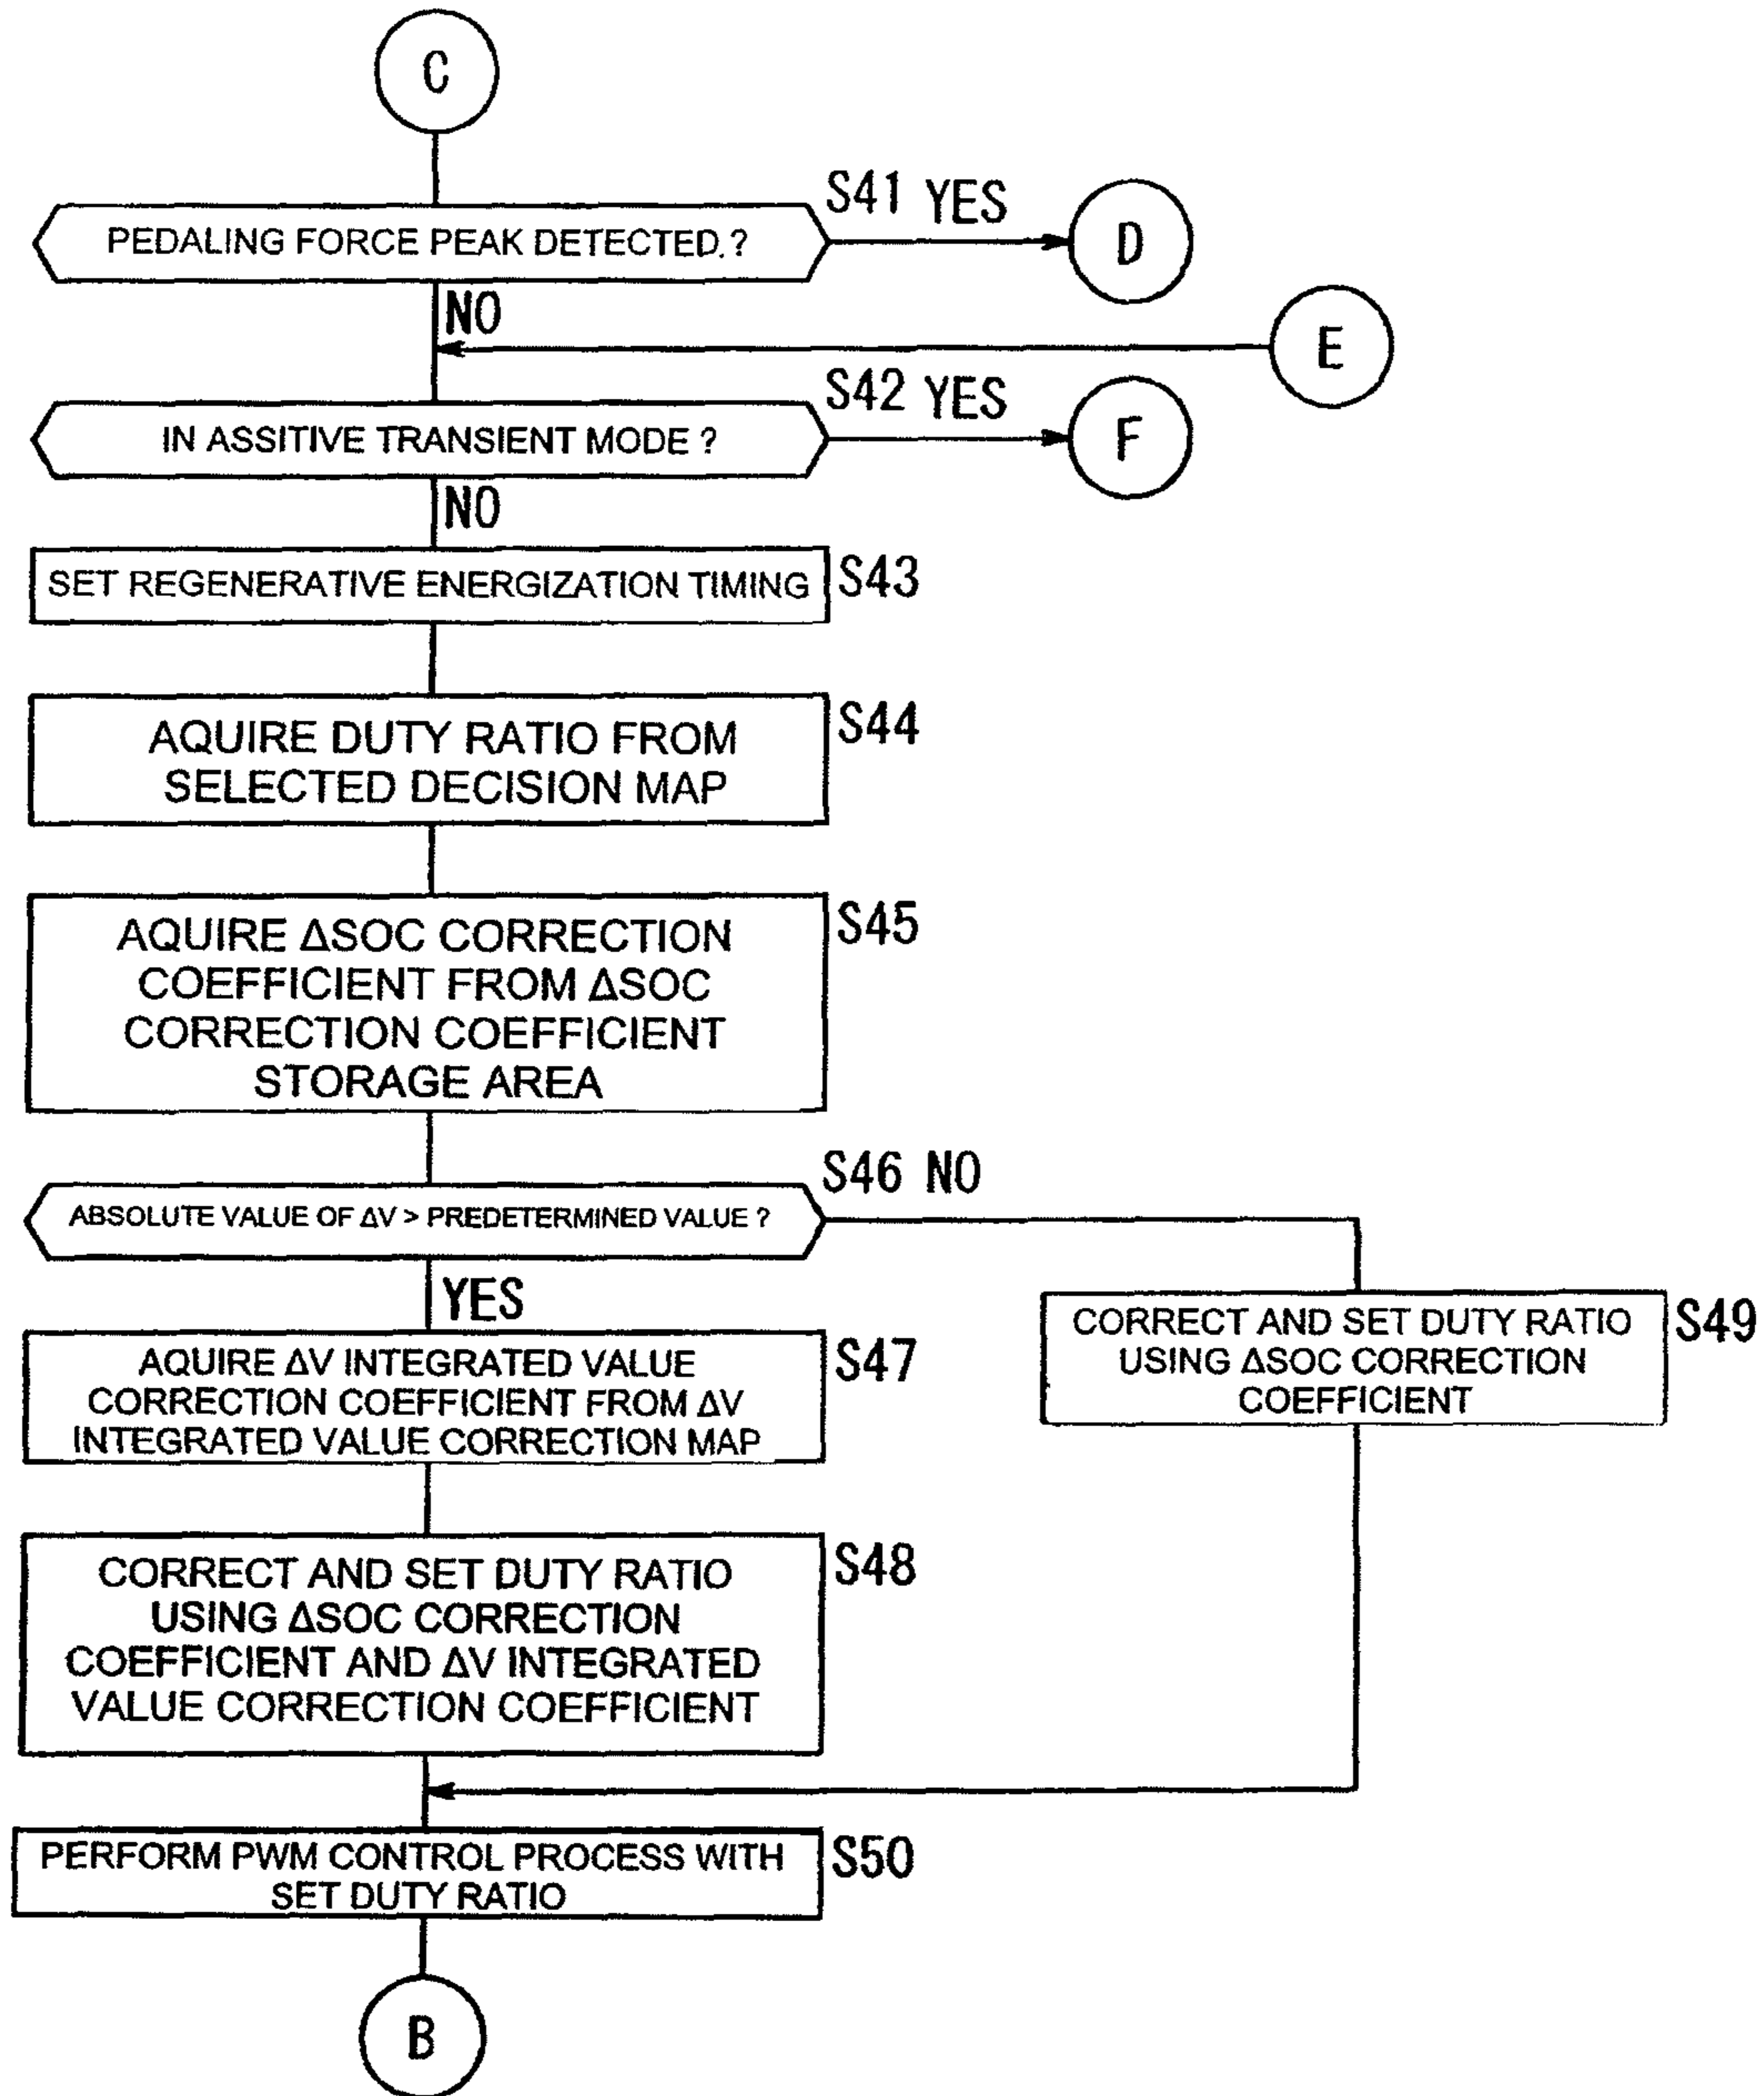 C
S41 YES
PEDALING FORCE PEAK DETECTED.?
D
NO
E
S42 YES
IN ASSITIVE TRANSIENT MODE ?
F
NO
SET REGENERATIVE ENERGIZATION TIMING
S43
AQUIRE DUTY RATIO FROM
SELECTED DECISION MAP
S44
AQUIRE ΔSOC CORRECTION
COEFFICIENT FROM ΔSOC
CORRECTION COEFFICIENT
STORAGE AREA
S45
S46 NO
ABSOLUTE VALUE OF ΔV > PREDETERMINED VALUE ?
YES
AQUIRE ΔV INTEGRATED VALUE
CORRECTION COEFFICIENT FROM ΔV
INTEGRATED VALUE CORRECTION MAP
S47
CORRECT AND SET DUTY RATIO
USING ΔSOC CORRECTION
COEFFICIENT
S49
CORRECT AND SET DUTY RATIO
USING ΔSOC CORRECTION
COEFFICIENT AND ΔV INTEGRATED
VALUE CORRECTION COEFFICIENT
S48
PERFORM PWM CONTROL PROCESS WITH
SET DUTY RATIO
S50
B